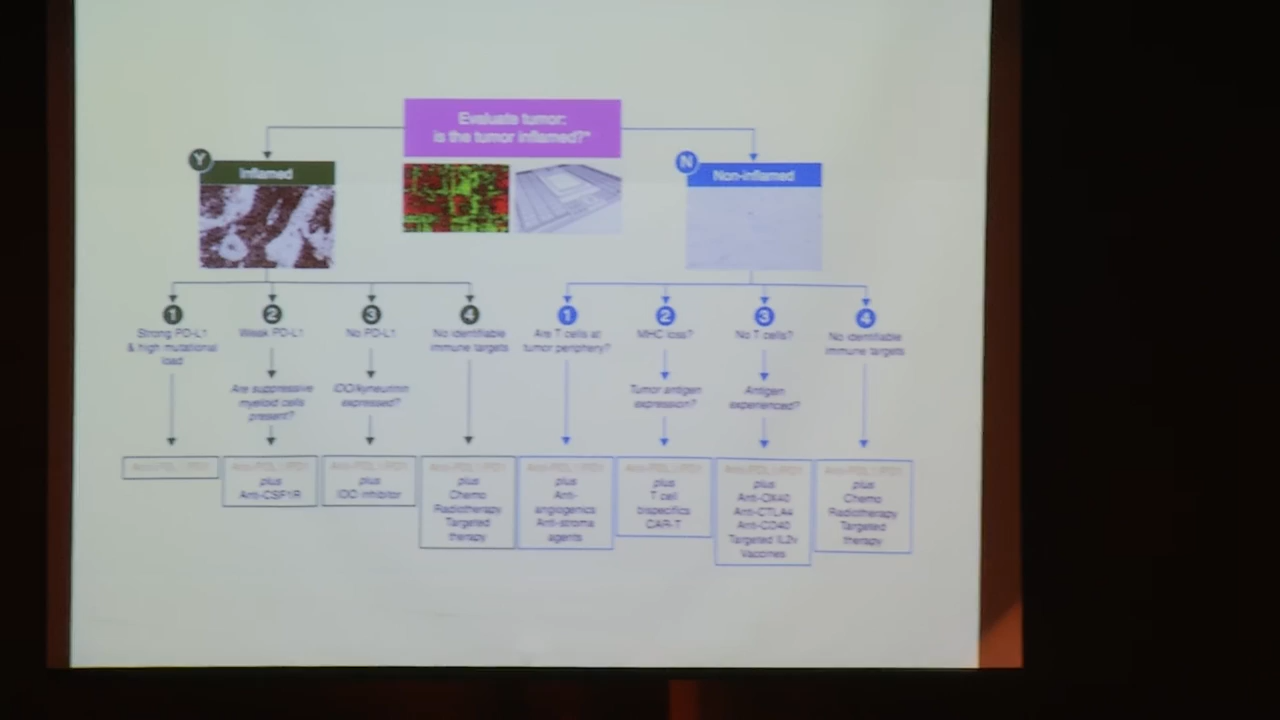 Evaluate tumor:
is the tumor inflamed?*
Y
Inflamed
N
Non-inflamed
1
Strong PD-L1
& high mutational
load
2
Weak PD-L1
Are suppressive
myeloid cells
present?
3
No PD-L1
IDO/kyneurinin
expressed?
4
No identifiable
immune targets
1
Are T cells at
tumor periphery?
2
MHC loss?
Tumor antigen
expression?
3
No T cells?
Antigen
experienced?
4
No identifiable
immune targets
plus
Anti-CSF1R
plus
IDO inhibitor
plus
Chemo
Radiotherapy
Targeted
therapy
plus
Anti-
angiogenics
Anti-stroma
agents
plus
T cell
bispecifics
CAR-T
plus
Anti-OX40
Anti-CTLA4
Anti-CD40
Targeted IL2v
Vaccines
plus
Chemo
Radiotherapy
Targeted
therapy